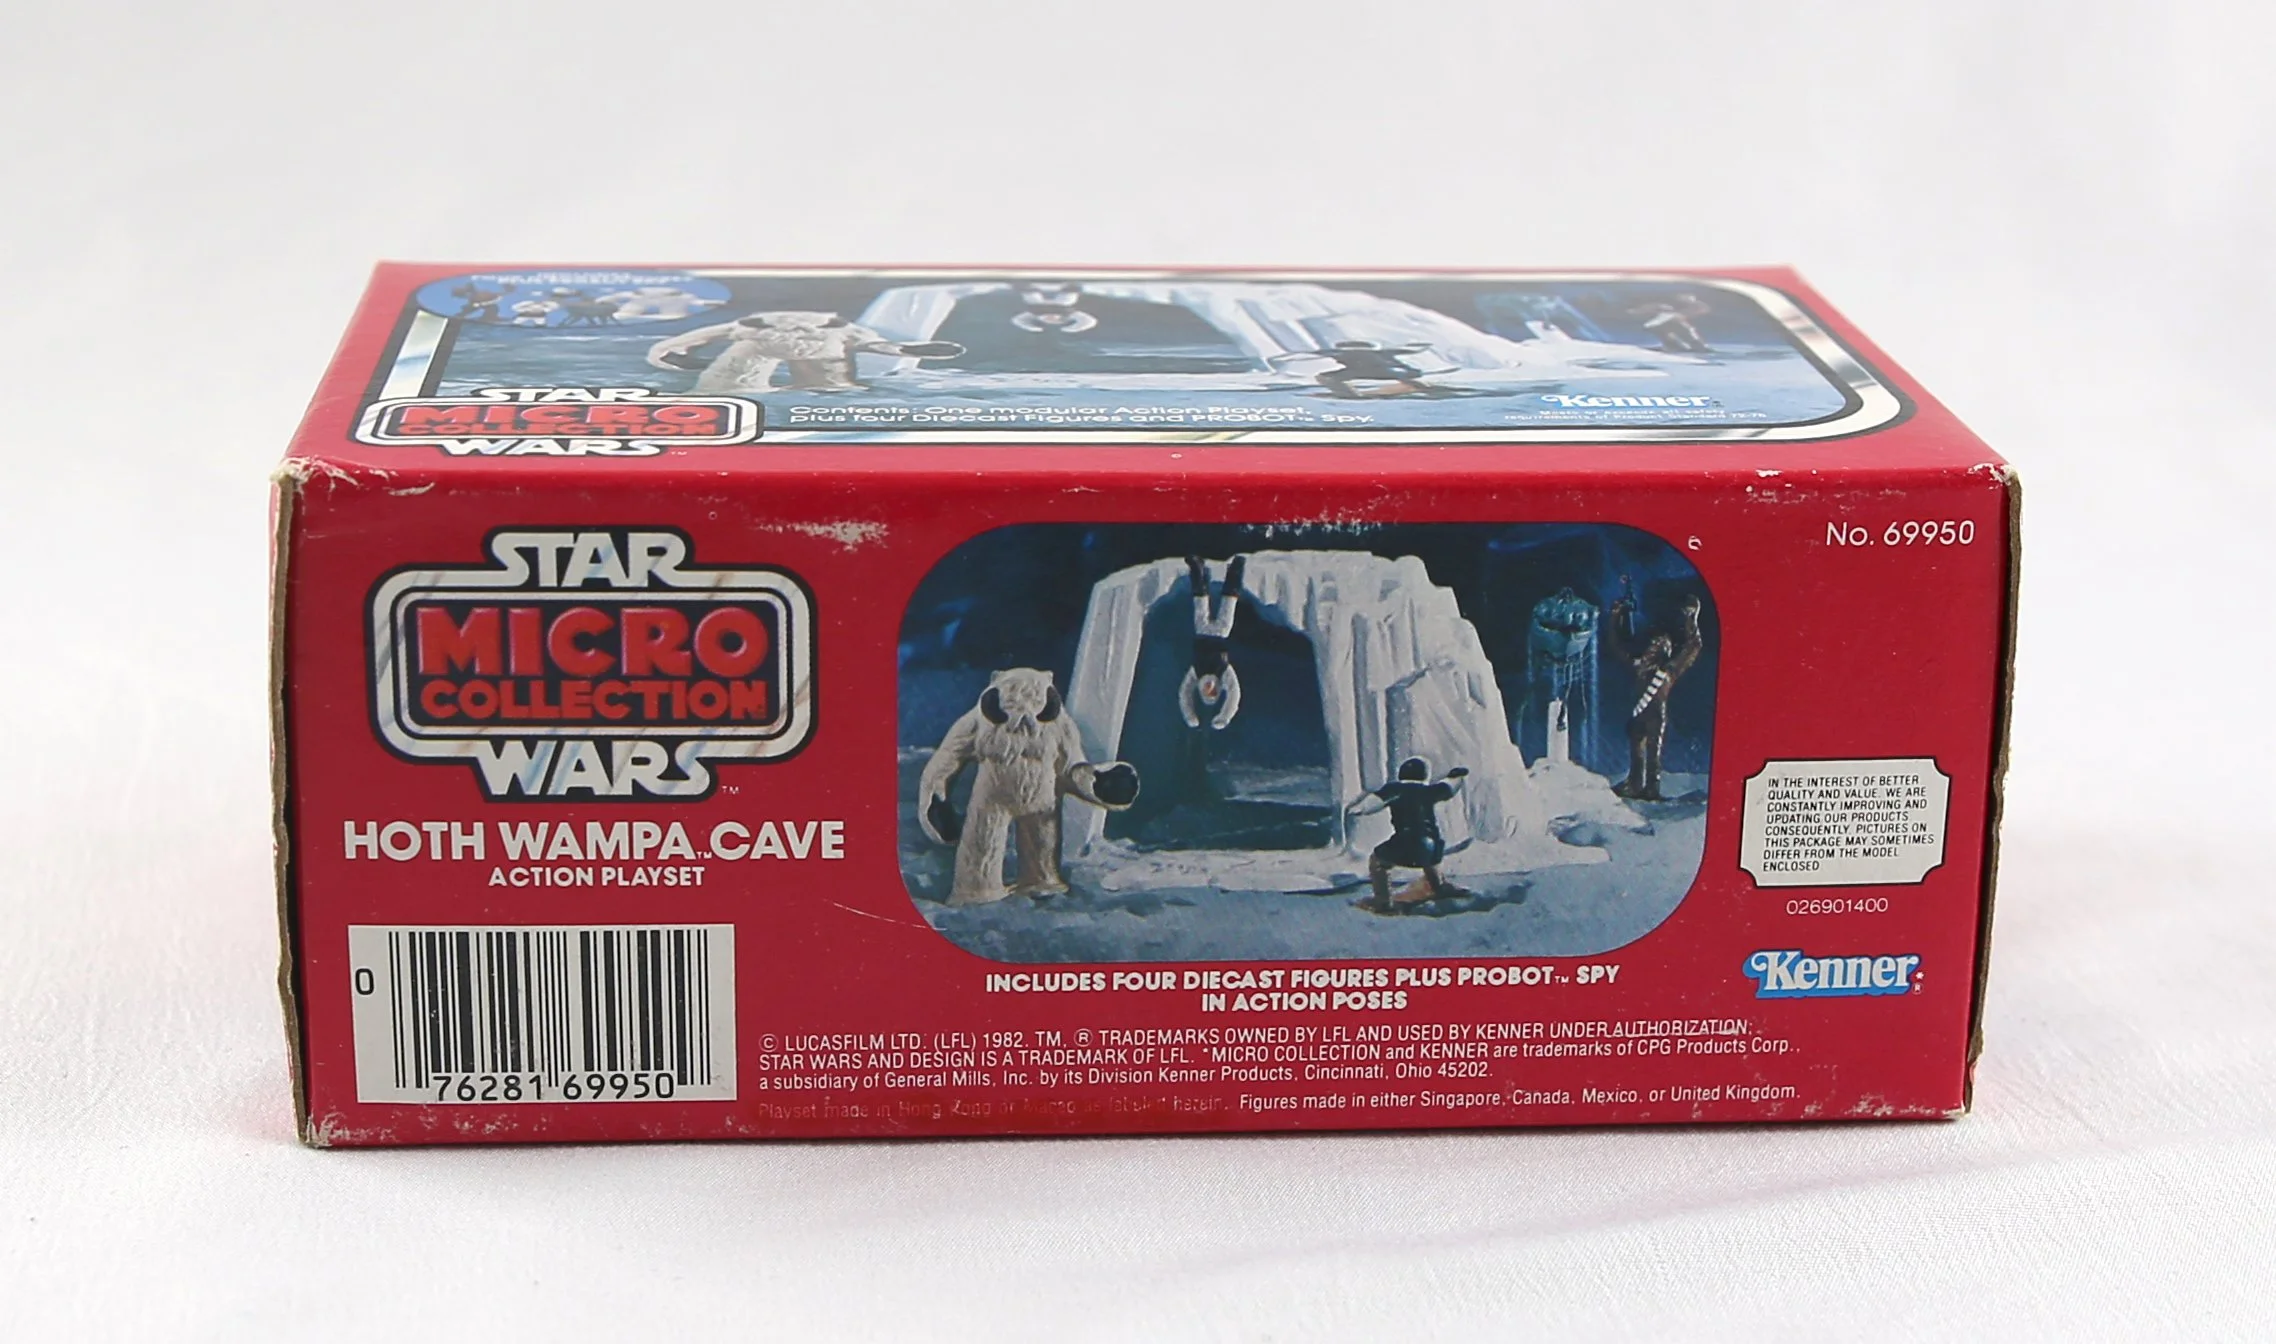 STAR
MICRO
COLLECTION
WARS
Contents: One modular Action Playset,
plus four Diecast Figures and PROBOT™ Spy.
Kenner
STAR
MICRO
COLLECTION
WARS™
HOTH WAMPA™ CAVE
ACTION PLAYSET
0
76281 69950
No. 69950
IN THE INTEREST OF BETTER
QUALITY AND VALUE. WE ARE
CONSTANTLY IMPROVING AND
UPDATING OUR PRODUCTS
CONSEQUENTLY, PICTURES ON
THIS PACKAGE MAY SOMETIMES
DIFFER FROM THE MODEL
ENCLOSED
026901400
Kenner*®
INCLUDES FOUR DIECAST FIGURES PLUS PROBOT™ SPY
IN ACTION POSES
© LUCASFILM LTD. (LFL) 1982. TM, ® TRADEMARKS OWNED BY LFL AND USED BY KENNER UNDER AUTHORIZATION.
STAR WARS AND DESIGN IS A TRADEMARK OF LFL. *MICRO COLLECTION and KENNER are trademarks of CPG Products Corp.,
a subsidiary of General Mills, Inc. by its Division Kenner Products, Cincinnati, Ohio 45202.
Playset made in Hong Kong or Macao as labeled herein. Figures made in either Singapore, Canada, Mexico, or United Kingdom.